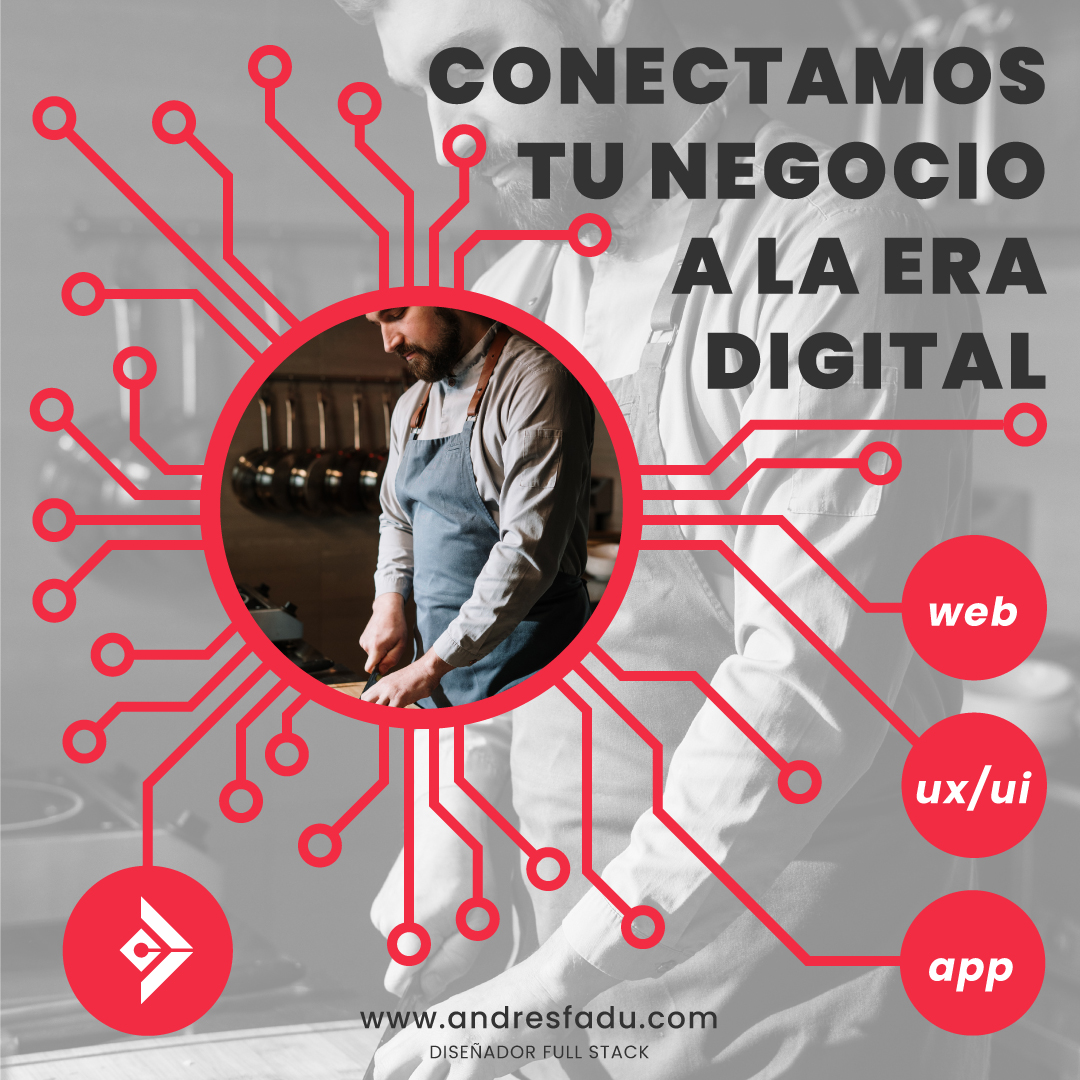 CONECTAMOS
TU NEGOCIO
A LA ERA
DIGITAL
web
ux/ui
app
www.andresfadu.com
DISEÑADOR FULL STACK